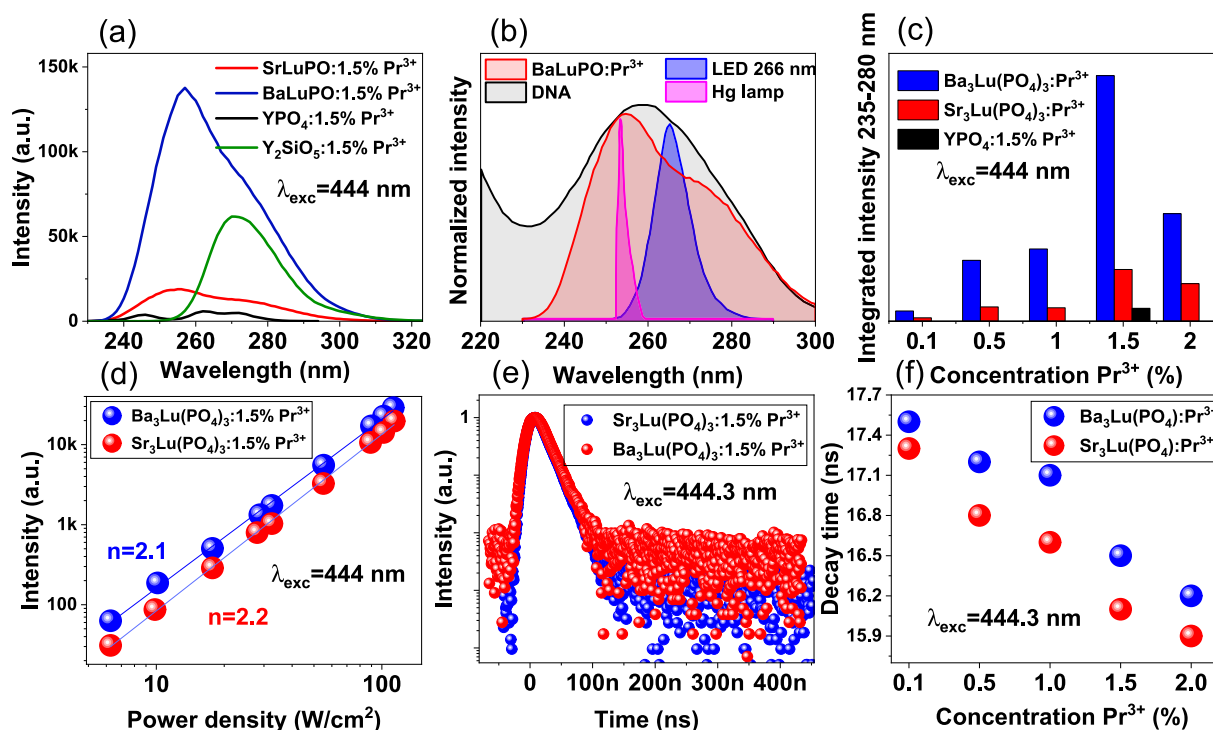 (a)
Intensity (a.u.)
150k
100k
50k
0
SrLuPO:1.5% Pr³⁺
BaLuPO:1.5% Pr³⁺
YPO₄:1.5% Pr³⁺
Y₂SiO₅:1.5% Pr³⁺
λexc=444 nm
240 260 280 300 320
Wavelength (nm)
(b)
Normalized intensity
BaLuPO:Pr³⁺
DNA
LED 266 nm
Hg lamp
220 240 260 280 300
Wavelength (nm)
(c)
Integrated intensity 235-280 nm
Ba₃Lu(PO₄)₃:Pr³⁺
Sr₃Lu(PO₄)₃:Pr³⁺
YPO₄:1.5% Pr³⁺
λexc=444 nm
0.1 0.5 1 1.5 2
Concentration Pr³⁺ (%)
(d)
Intensity (a.u.)
10k
1k
100
Ba₃Lu(PO₄)₃:1.5% Pr³⁺
Sr₃Lu(PO₄)₃:1.5% Pr³⁺
n=2.1
λexc=444 nm
n=2.2
10 100
Power density (W/cm²)
(e)
Intensity (a.u.)
1
Sr₃Lu(PO₄)₃:1.5% Pr³⁺
Ba₃Lu(PO₄)₃:1.5% Pr³⁺
λexc=444.3 nm
0 100n 200n 300n 400n
Time (ns)
(f)
Decay time (ns)
17.7
17.4
17.1
16.8
16.5
16.2
15.9
Ba₃Lu(PO₄):Pr³⁺
Sr₃Lu(PO₄):Pr³⁺
λexc=444.3 nm
0.1 0.5 1.0 1.5 2.0
Concentration Pr³⁺ (%)